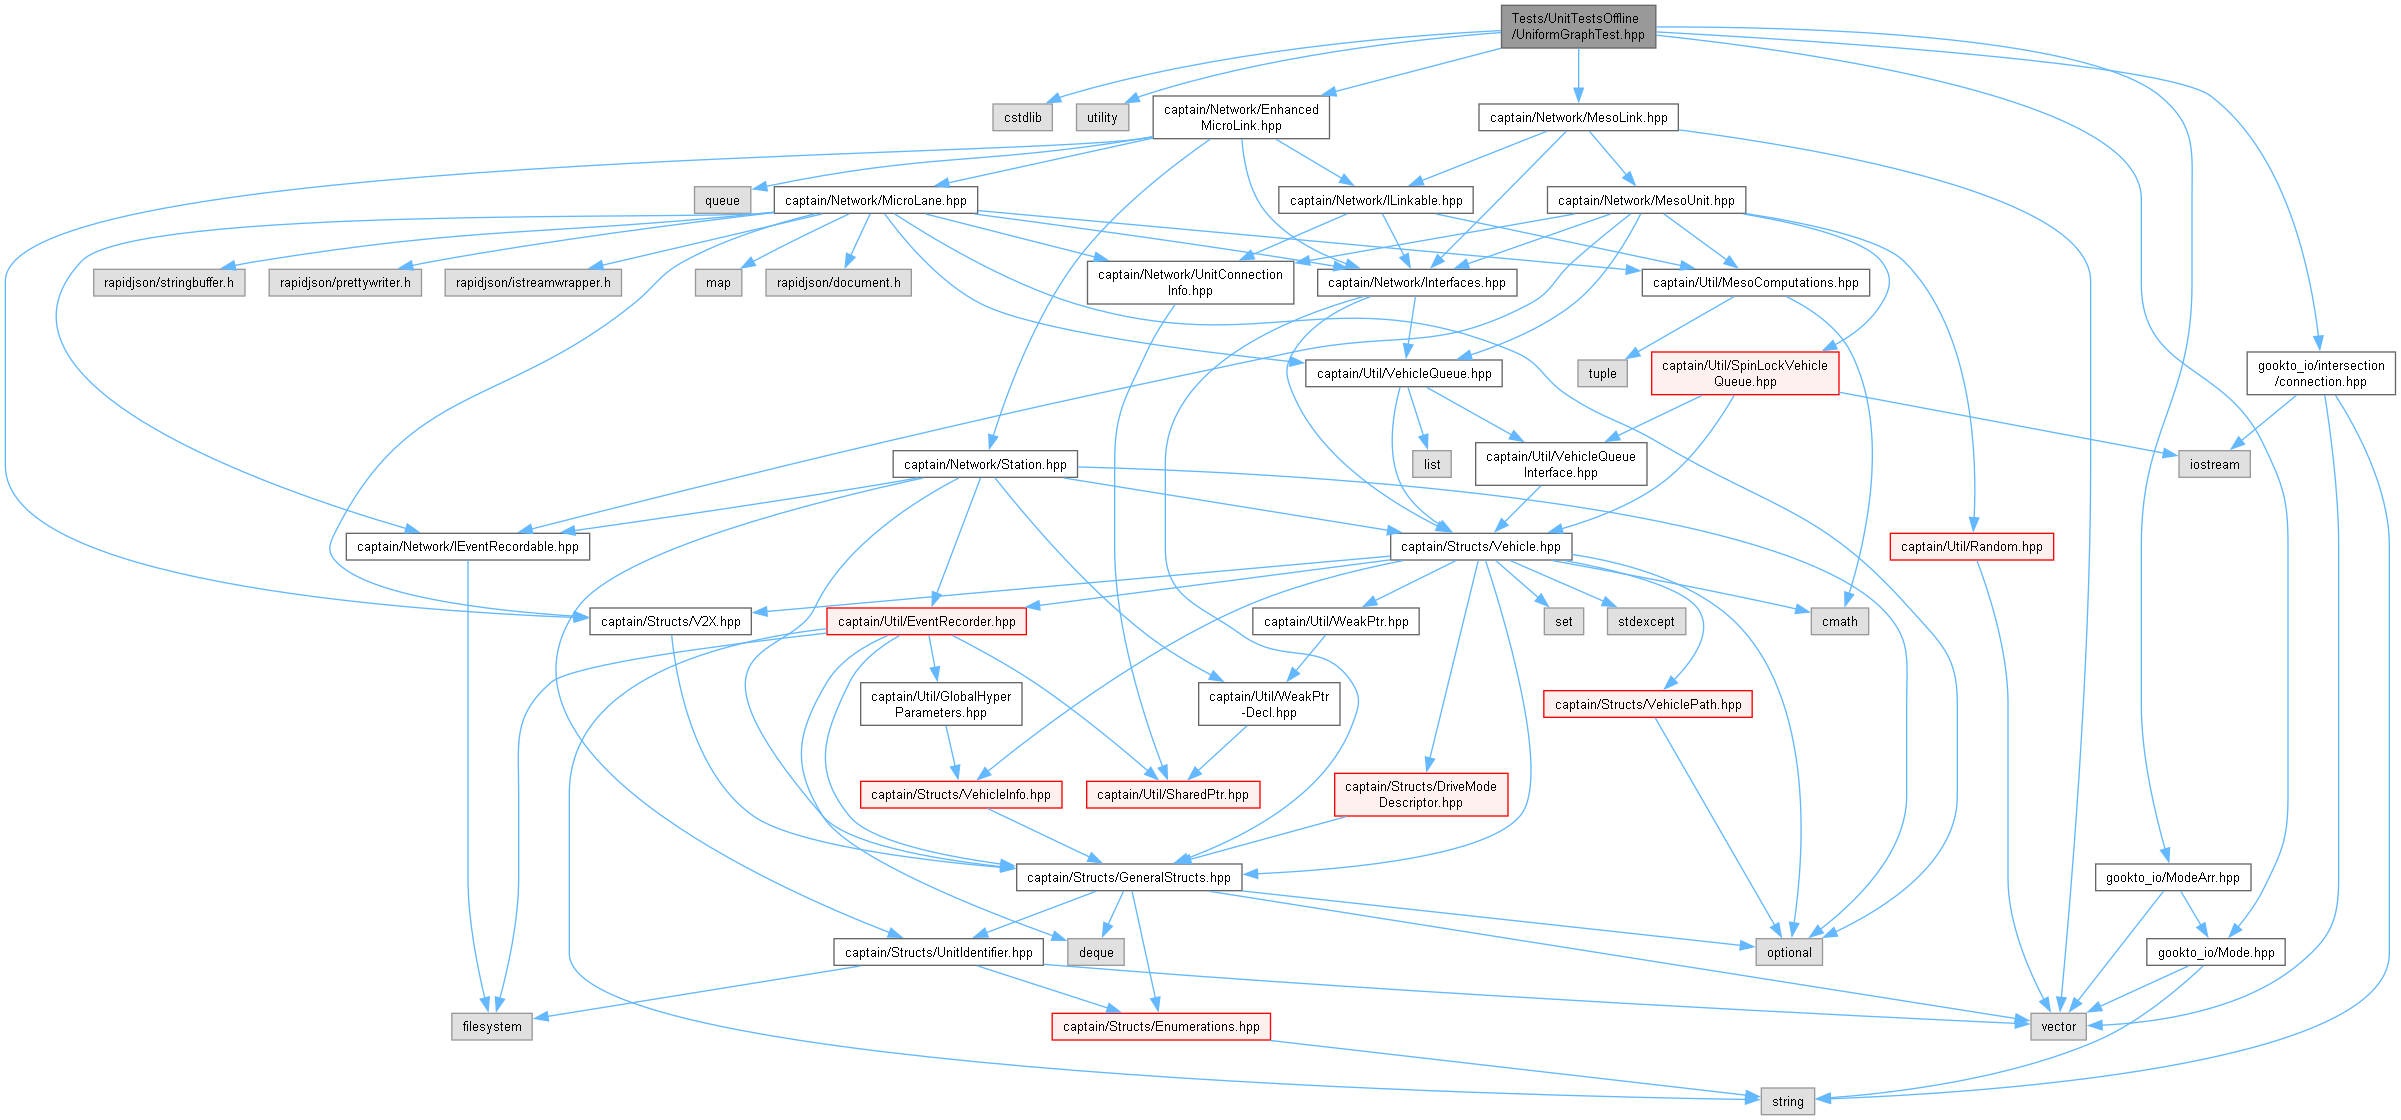 Tests/UnitTestsOffline
/UniformGraphTest.hpp
cstdlib
utility
captain/Network/Enhanced
MicroLink.hpp
captain/Network/MesoLink.hpp
queue
captain/Network/MicroLane.hpp
captain/Network/ILinkable.hpp
captain/Network/MesoUnit.hpp
rapidjson/stringbuffer.h
rapidjson/prettywriter.h
rapidjson/istreamwrapper.h
map
rapidjson/document.h
captain/Network/UnitConnection
Info.hpp
captain/Network/Interfaces.hpp
captain/Util/MesoComputations.hpp
captain/Util/VehicleQueue.hpp
tuple
captain/Util/SpinLockVehicle
Queue.hpp
gookto_io/intersection
/connection.hpp
captain/Network/Station.hpp
list
captain/Util/VehicleQueue
Interface.hpp
iostream
captain/Network/IEventRecordable.hpp
captain/Structs/Vehicle.hpp
captain/Util/Random.hpp
captain/Structs/V2X.hpp
captain/Util/EventRecorder.hpp
captain/Util/WeakPtr.hpp
set
stdexcept
cmath
captain/Util/GlobalHyper
Parameters.hpp
captain/Util/WeakPtr
-Decl.hpp
captain/Structs/VehiclePath.hpp
captain/Structs/VehicleInfo.hpp
captain/Util/SharedPtr.hpp
captain/Structs/DriveMode
Descriptor.hpp
captain/Structs/GeneralStructs.hpp
gookto_io/ModeArr.hpp
captain/Structs/UnitIdentifier.hpp
deque
optional
gookto_io/Mode.hpp
filesystem
captain/Structs/Enumerations.hpp
vector
string